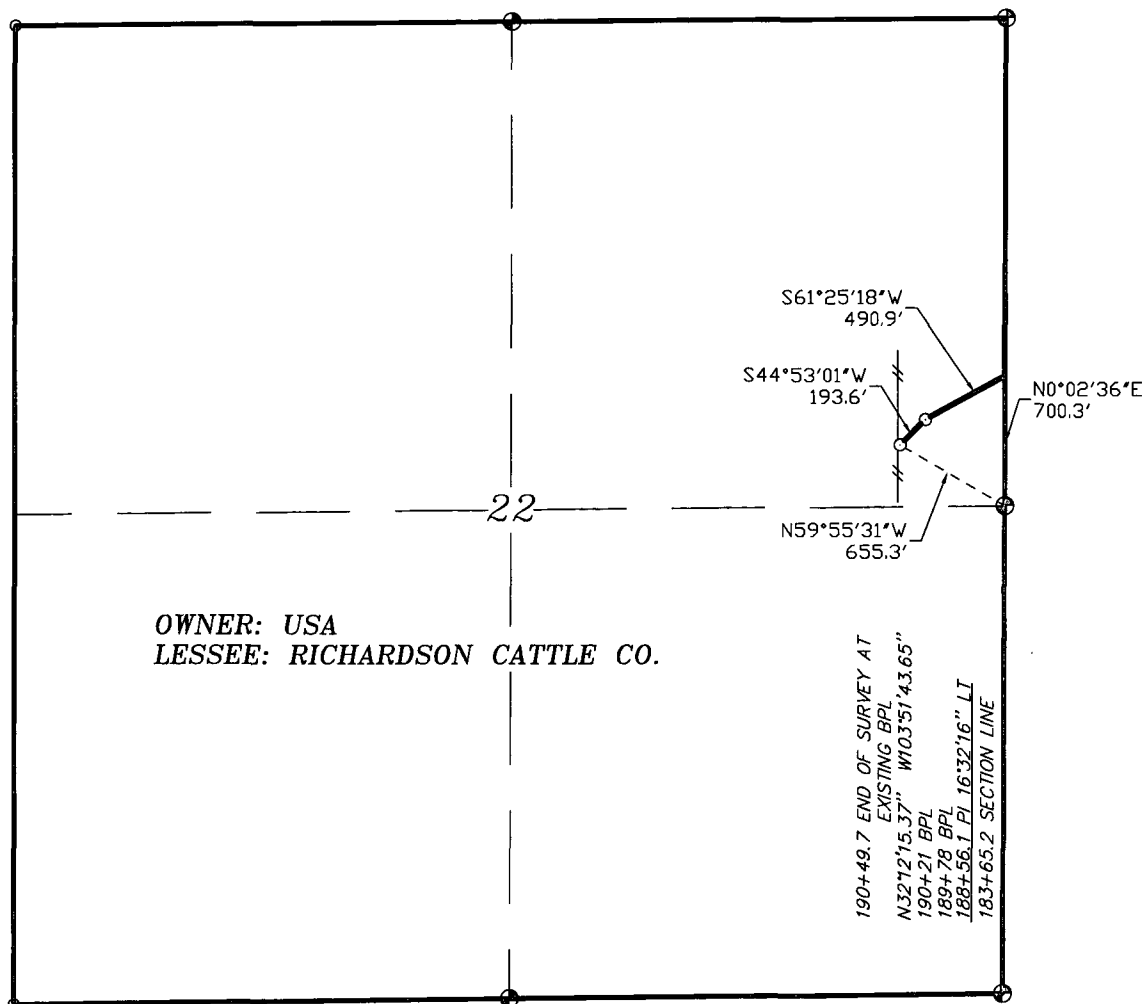 S61°25'18"W
490.9'
S44°53'01"W
193.6'
N0°02'36"E
700.3'
22
N59°55'31"W
655.3'
OWNER: USA
LESSEE: RICHARDSON CATTLE CO.
190+49.7 END OF SURVEY AT
EXISTING BPL
N32°12'15.37" W103°51'43.65"
190+21 BPL
189+78 BPL
188+56.1 PI 16°32'16" LT
183+65.2 SECTION LINE